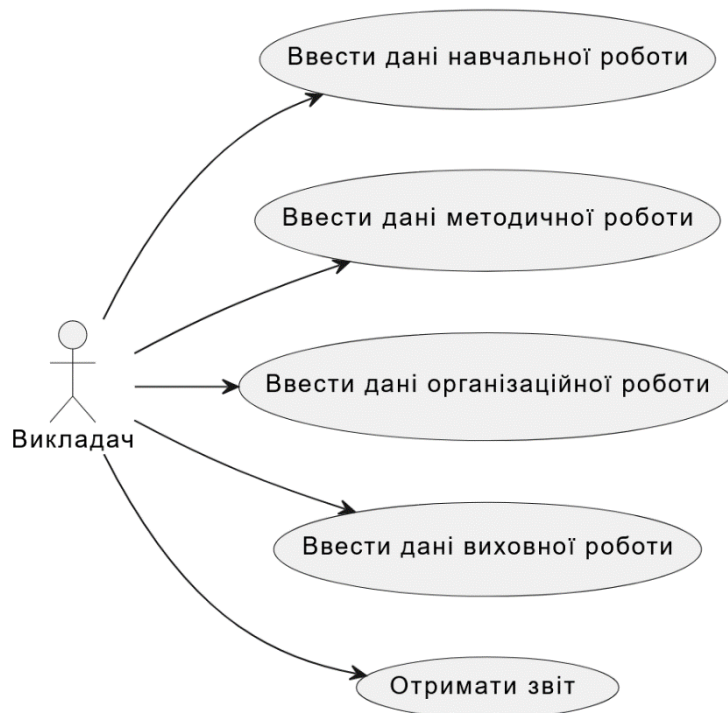 Ввести дані навчальної роботи
Ввести дані методичної роботи
Ввести дані організаційної роботи
Викладач
Ввести дані виховної роботи
Отримати звіт